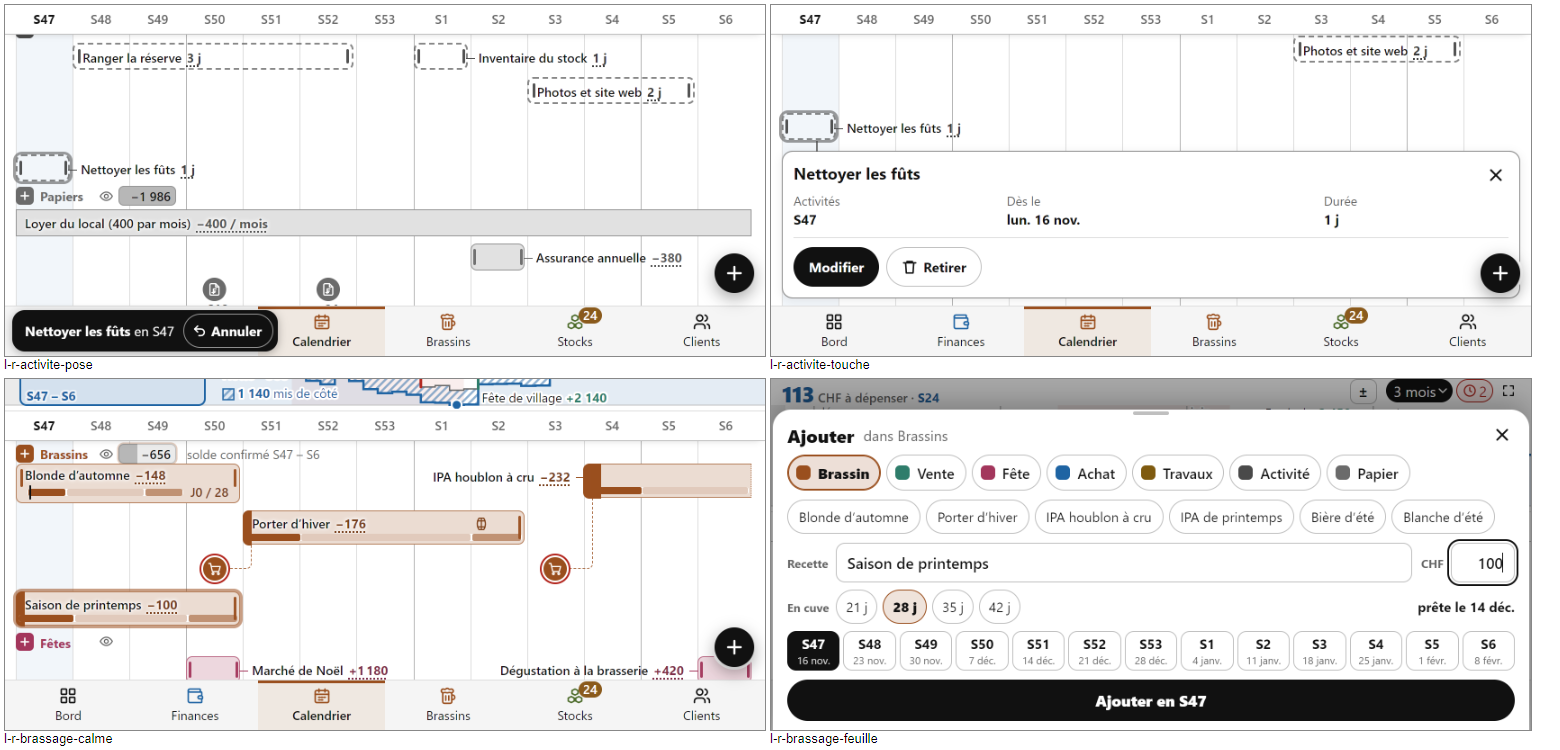 S47 S48 S49 S50 S51 S52 S53 S1 S2 S3 S4 S5 S6
Ranger la réserve 3 j
Inventaire du stock 1 j
Photos et site web 2 j
Nettoyer les fûts 1 j
Papiers −1 986
Loyer du local (400 par mois) −400 / mois
Assurance annuelle −380
Nettoyer les fûts en S47 Annuler
Calendrier Brassins Stocks 24 Clients
l-r-activite-pose
S47 S48 S49 S50 S51 S52 S53 S1 S2 S3 S4 S5 S6
Photos et site web 2 j
Nettoyer les fûts 1 j
Nettoyer les fûts
Activités Dès le Durée
S47 lun. 16 nov. 1 j
Modifier Retirer
Bord Finances Calendrier Brassins Stocks 24 Clients
l-r-activite-touche
S47 – S6 1 140 mis de côté Fête de village +2 140
S47 S48 S49 S50 S51 S52 S53 S1 S2 S3 S4 S5 S6
Brassins −656 solde confirmé S47 – S6
Blonde d'automne −148
J0 / 28
IPA houblon à cru −232
Porter d'hiver −176
Saison de printemps −100
Fêtes
Marché de Noël +1 180
Dégustation à la brasserie +420
Bord Finances Calendrier Brassins Stocks 24 Clients
l-r-brassage-calme
113 CHF à dépenser · S24 ± 3 mois 2
Ajouter dans Brassins
Brassin Vente Fête Achat Travaux Activité Papier
Blonde d'automne Porter d'hiver IPA houblon à cru IPA de printemps Bière d'été Blanche d'été
Recette Saison de printemps CHF 100
En cuve 21 j 28 j 35 j 42 j prête le 14 déc.
S47 S48 S49 S50 S51 S52 S53 S1 S2 S3 S4 S5 S6
16 nov. 23 nov. 30 nov. 7 déc. 14 déc. 21 déc. 28 déc. 4 janv. 11 janv. 18 janv. 25 janv. 1 févr. 8 févr.
Ajouter en S47
l-r-brassage-feuille